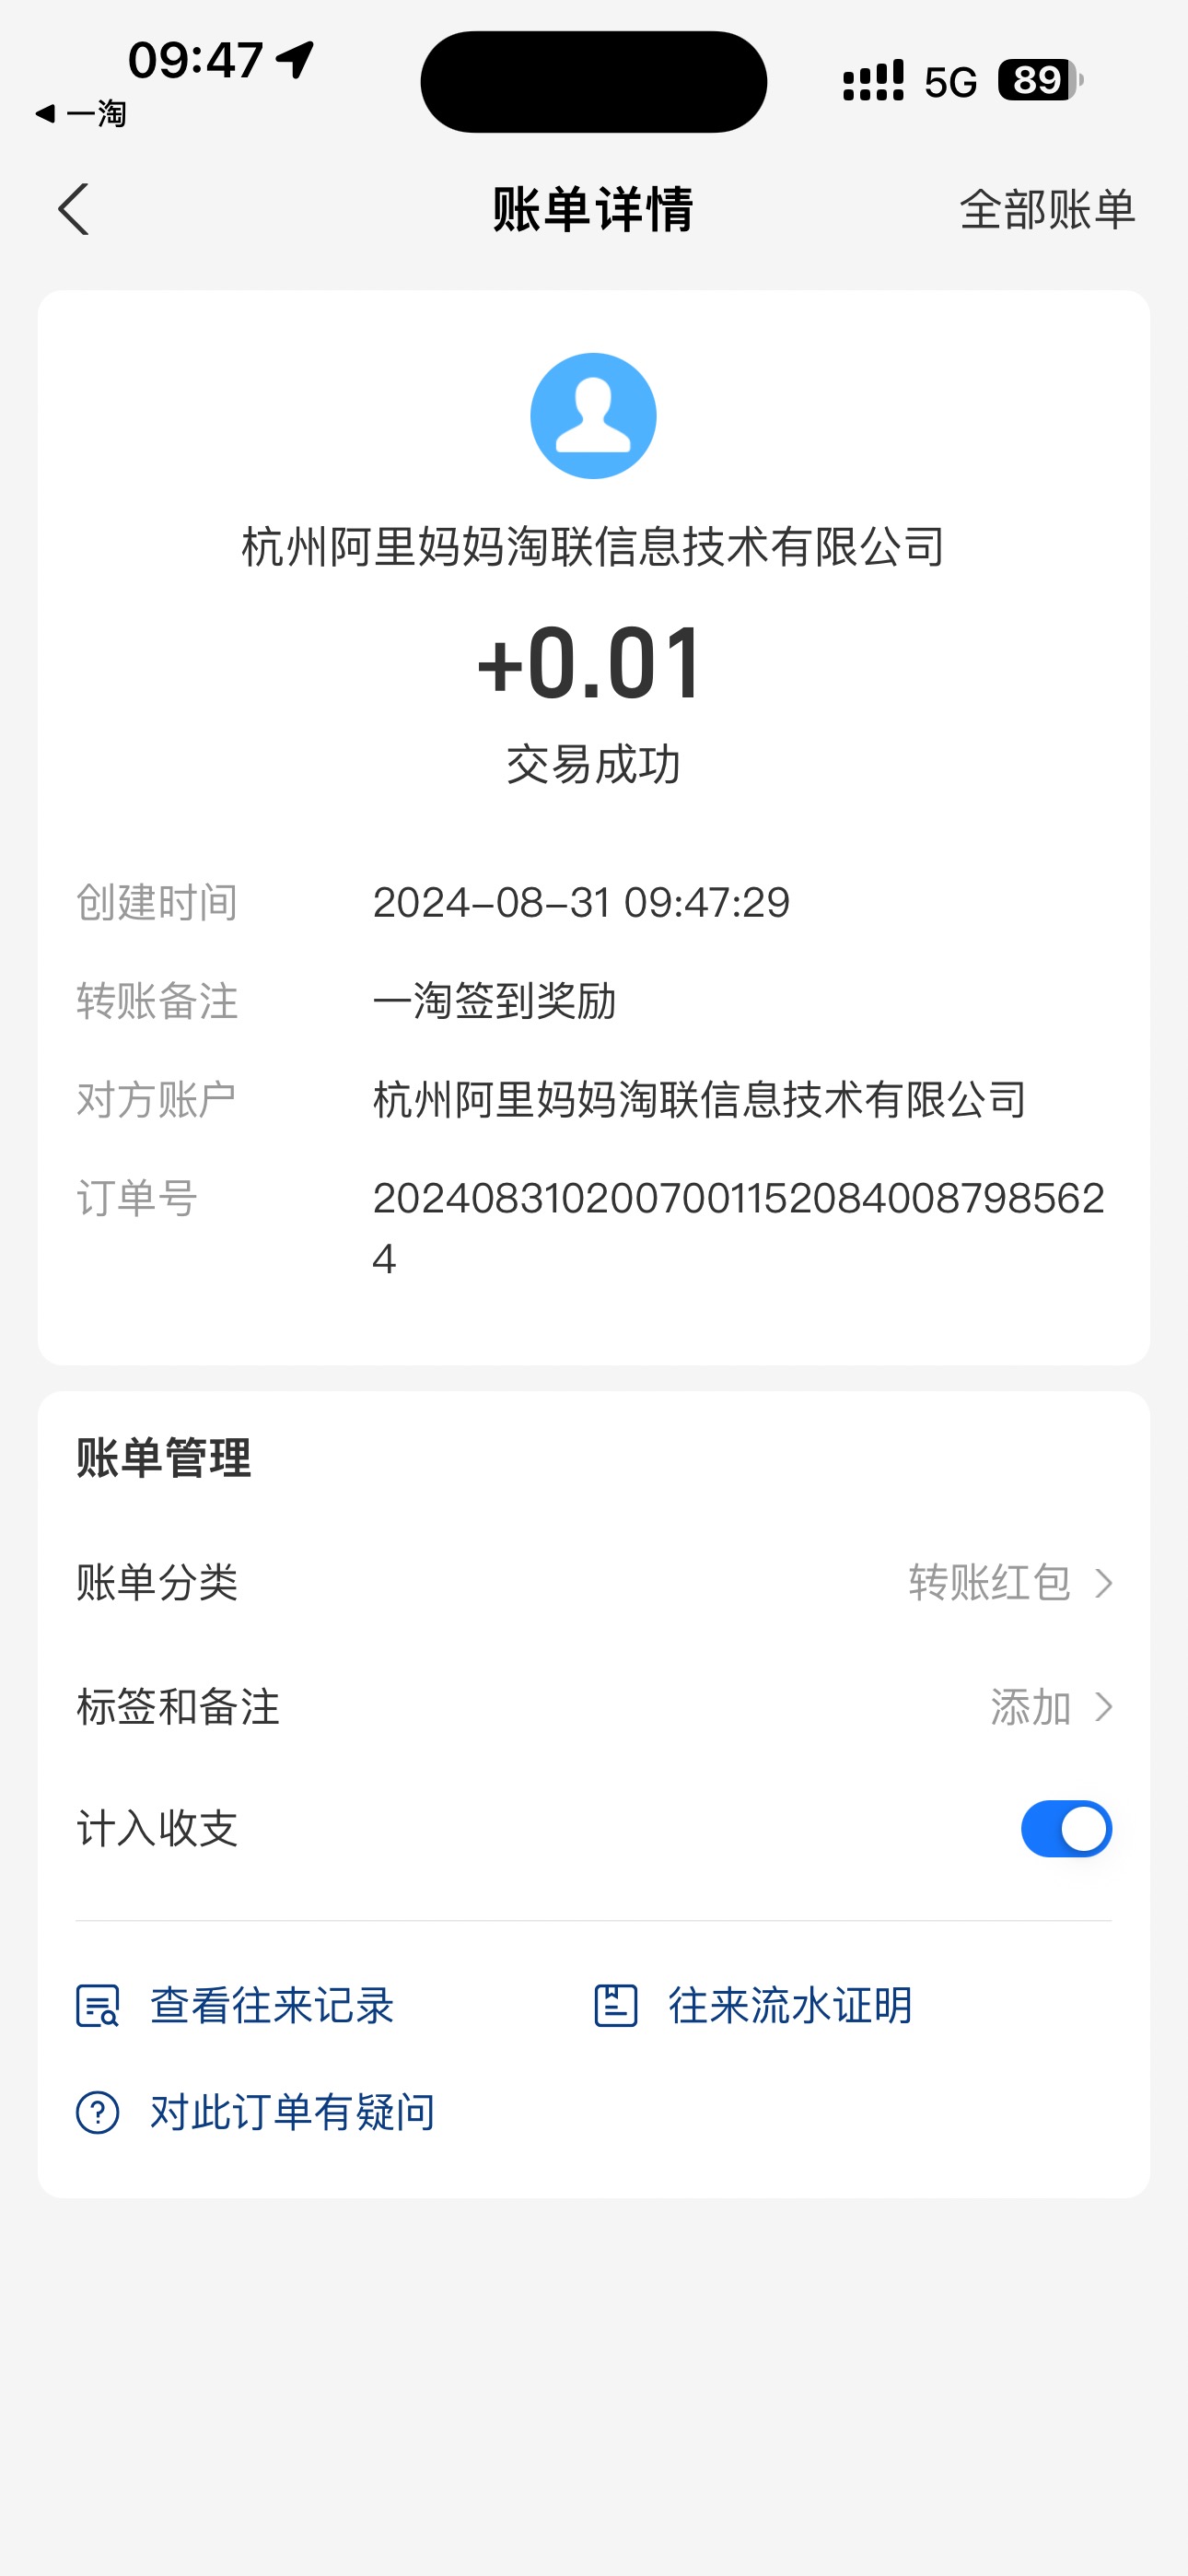 09:47
5G 89
一淘
账单详情 全部账单
杭州阿里妈妈淘联信息技术有限公司
+0.01
交易成功
创建时间 2024-08-31 09:47:29
转账备注 一淘签到奖励
对方账户 杭州阿里妈妈淘联信息技术有限公司
订单号 2024083102007001152084008798562
4
账单管理
账单分类 转账红包
标签和备注 添加
计入收支
查看往来记录 往来流水证明
对此订单有疑问